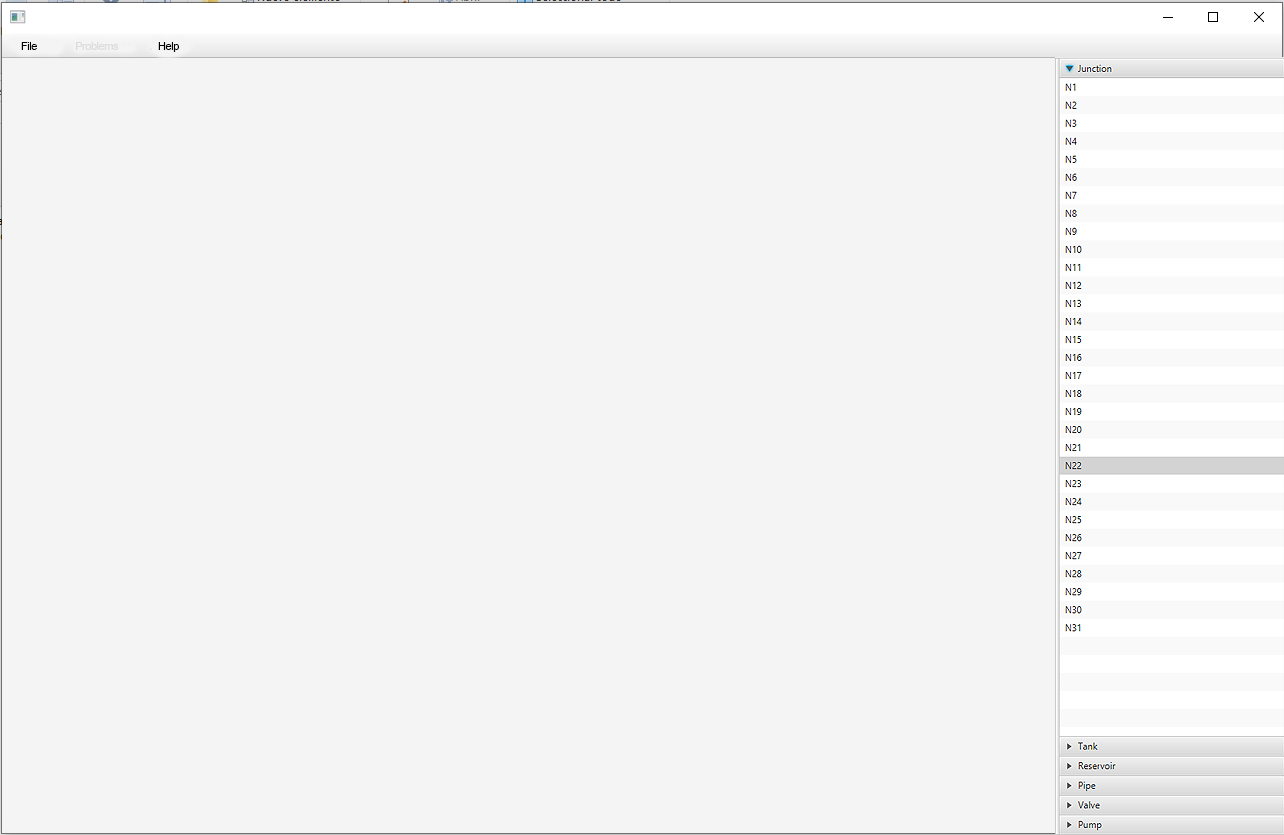 File Problems Help
Junction
N1
N2
N3
N4
N5
N6
N7
N8
N9
N10
N11
N12
N13
N14
N15
N16
N17
N18
N19
N20
N21
N22
N23
N24
N25
N26
N27
N28
N29
N30
N31
Tank
Reservoir
Pipe
Valve
Pump